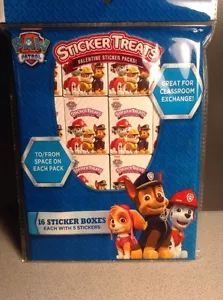 PAW
PATROL
STICKER TREATS
VALENTINE STICKER PACKS!
GREAT FOR
CLASSROOM
EXCHANGE!
TO/FROM
SPACE ON
EACH PACK
16 STICKER BOXES
EACH WITH 5 STICKERS